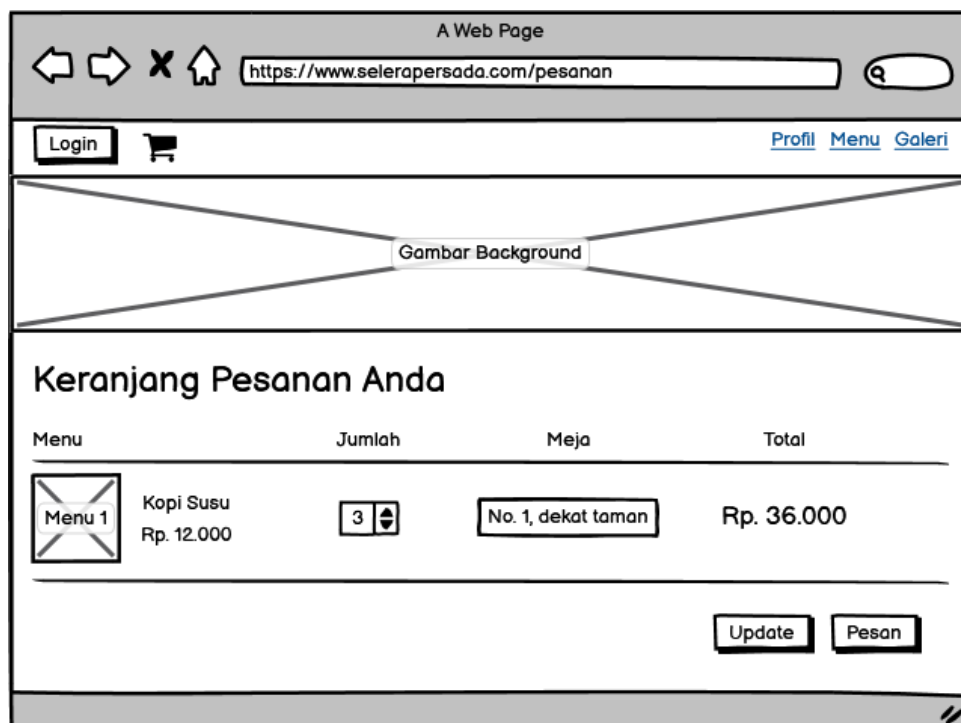 A Web Page
https://www.selerapersada.com/pesanan
Login
Profil Menu Galeri
Gambar Background
Keranjang Pesanan Anda
Menu Jumlah Meja Total
Menu 1
Kopi Susu
Rp. 12.000
3
No. 1, dekat taman
Rp. 36.000
Update Pesan